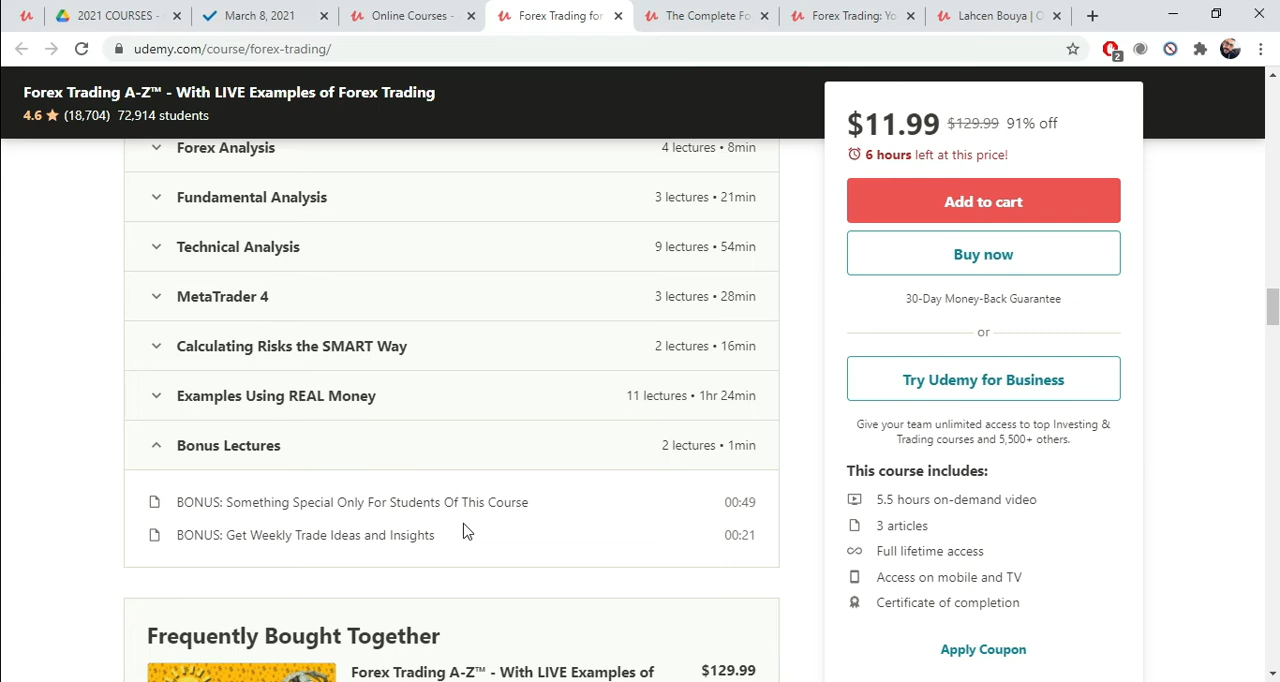 2021 COURSES -
March 8, 2021
Online Courses -
Forex Trading for
The Complete Fo
Forex Trading: Yo
Lahcen Bouya | O
udemy.com/course/forex-trading/
2
Forex Trading A-Z™ - With LIVE Examples of Forex Trading
4.6 ★ (18,704) 72,914 students
Forex Analysis 4 lectures • 8min
Fundamental Analysis 3 lectures • 21min
Technical Analysis 9 lectures • 54min
MetaTrader 4 3 lectures • 28min
Calculating Risks the SMART Way 2 lectures • 16min
Examples Using REAL Money 11 lectures • 1hr 24min
Bonus Lectures 2 lectures • 1min
BONUS: Something Special Only For Students Of This Course 00:49
BONUS: Get Weekly Trade Ideas and Insights 00:21
Frequently Bought Together
Forex Trading A-Z™ - With LIVE Examples of $129.99
$11.99 $129.99 91% off
6 hours left at this price!
Add to cart
Buy now
30-Day Money-Back Guarantee
or
Try Udemy for Business
Give your team unlimited access to top Investing &
Trading courses and 5,500+ others.
This course includes:
5.5 hours on-demand video
3 articles
Full lifetime access
Access on mobile and TV
Certificate of completion
Apply Coupon